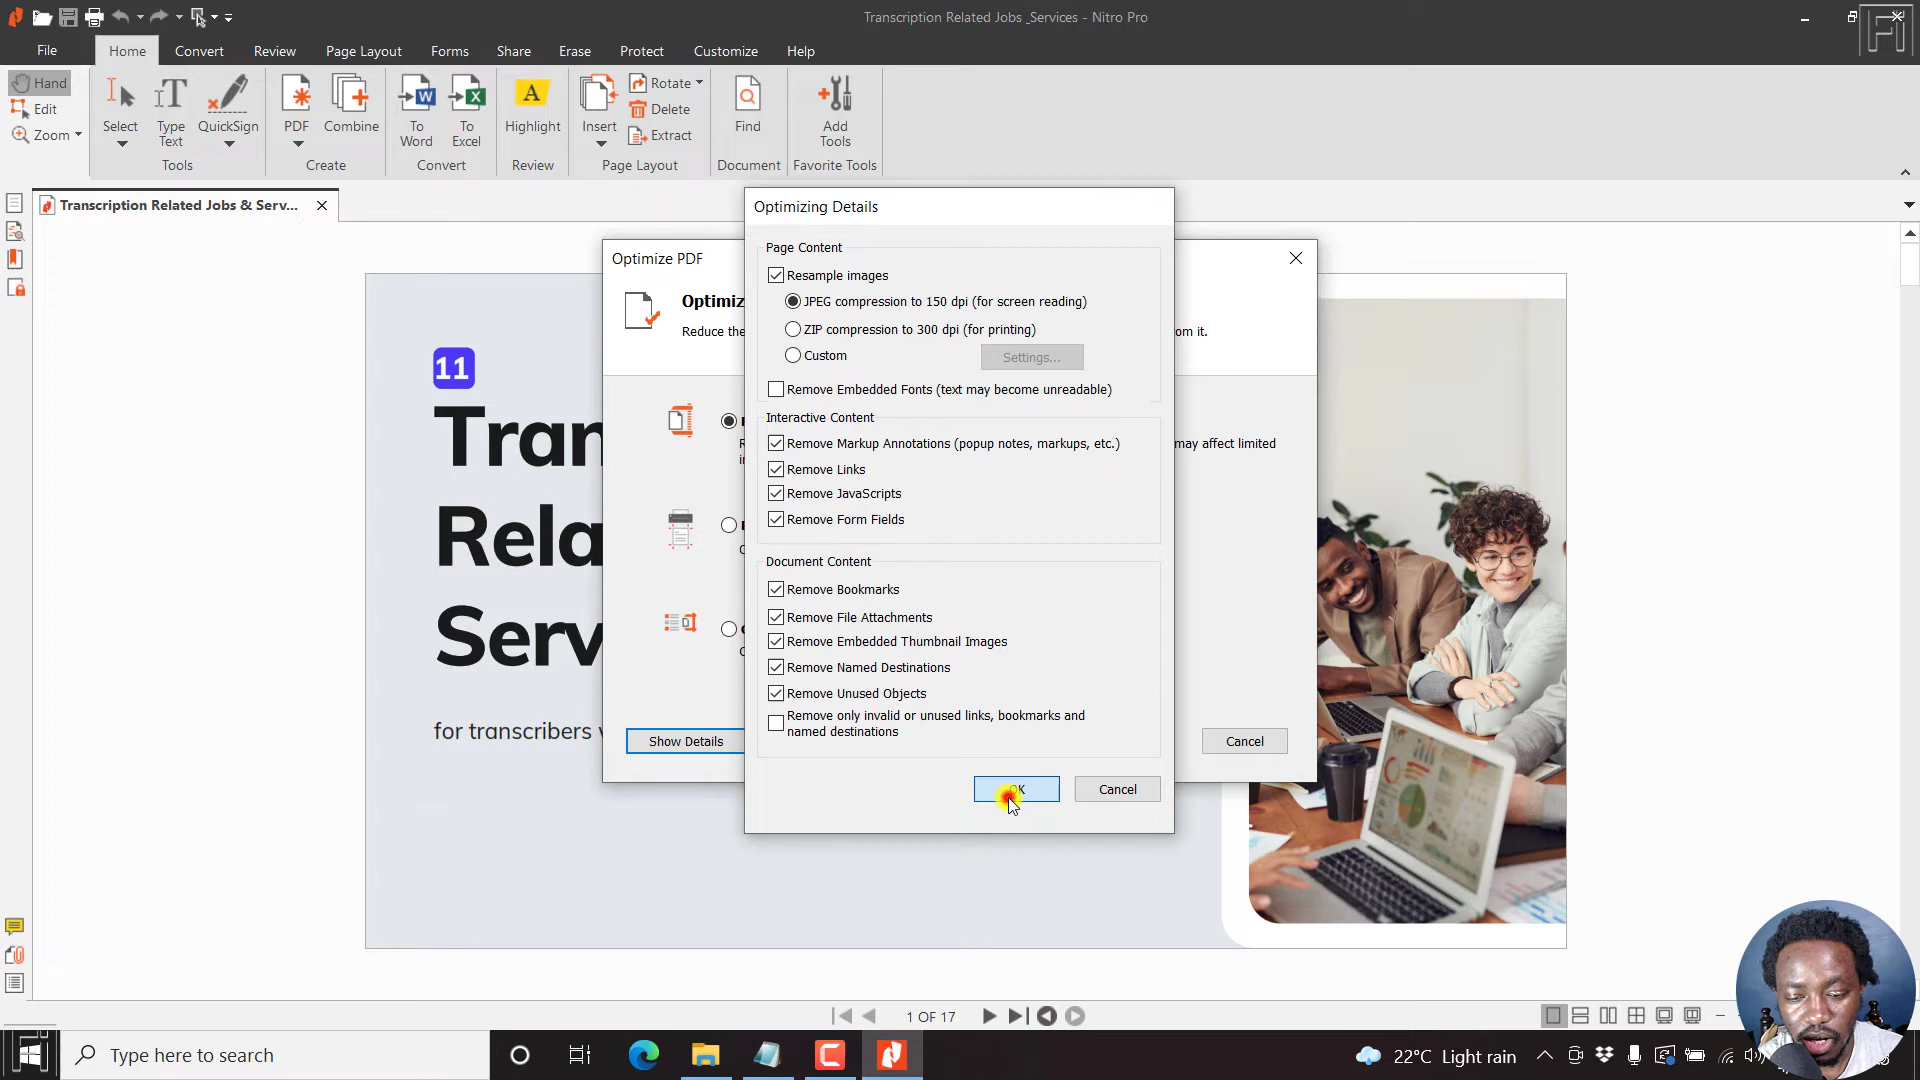 Transcription Related Jobs _Services - Nitro Pro
File
Home
Convert
Review
Page Layout
Forms
Share
Erase
Protect
Customize
Help
Hand
Edit
Zoom
Select
Type Text
QuickSign
Tools
PDF
Combine
Create
To Word
To Excel
Convert
A
Highlight
Review
Insert
Rotate
Delete
Extract
Page Layout
Find
Document
Add Tools
Favorite Tools
Transcription Related Jobs & Serv...
11
Tran
Rela
Serv
for transcribers
Optimize PDF
Optimiz
Reduce the
om it.
may affect limited
Show Details
Cancel
Optimizing Details
Page Content
Resample images
JPEG compression to 150 dpi (for screen reading)
ZIP compression to 300 dpi (for printing)
Custom
Settings...
Remove Embedded Fonts (text may become unreadable)
Interactive Content
Remove Markup Annotations (popup notes, markups, etc.)
Remove Links
Remove JavaScripts
Remove Form Fields
Document Content
Remove Bookmarks
Remove File Attachments
Remove Embedded Thumbnail Images
Remove Named Destinations
Remove Unused Objects
Remove only invalid or unused links, bookmarks and
named destinations
OK
Cancel
1 OF 17
Type here to search
22°C Light rain